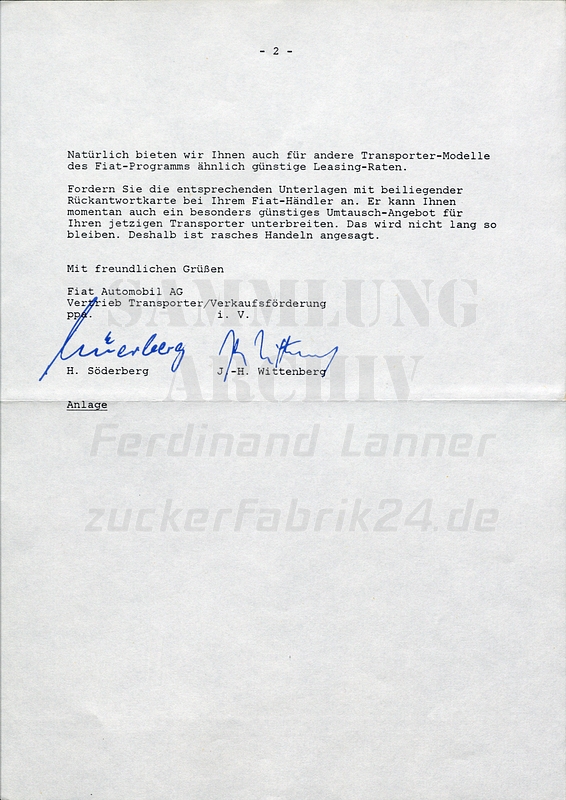 - 2 -
Natürlich bieten wir Ihnen auch für andere Transporter-Modelle
des Fiat-Programms ähnlich günstige Leasing-Raten.
Fordern Sie die entsprechenden Unterlagen mit beiliegender
Rückantwortkarte bei Ihrem Fiat-Händler an. Er kann Ihnen
momentan auch ein besonders günstiges Umtausch-Angebot für
Ihren jetzigen Transporter unterbreiten. Das wird nicht lang so
bleiben. Deshalb ist rasches Handeln angesagt.
Mit freundlichen Grüßen
Fiat Automobil AG
Vertrieb Transporter/Verkaufsförderung
ppa. i. V.
H. Söderberg J.-H. Wittenberg
Anlage
SAMMLUNG
ARCHIV
Ferdinand Lanner
zuckerfabrik24.de